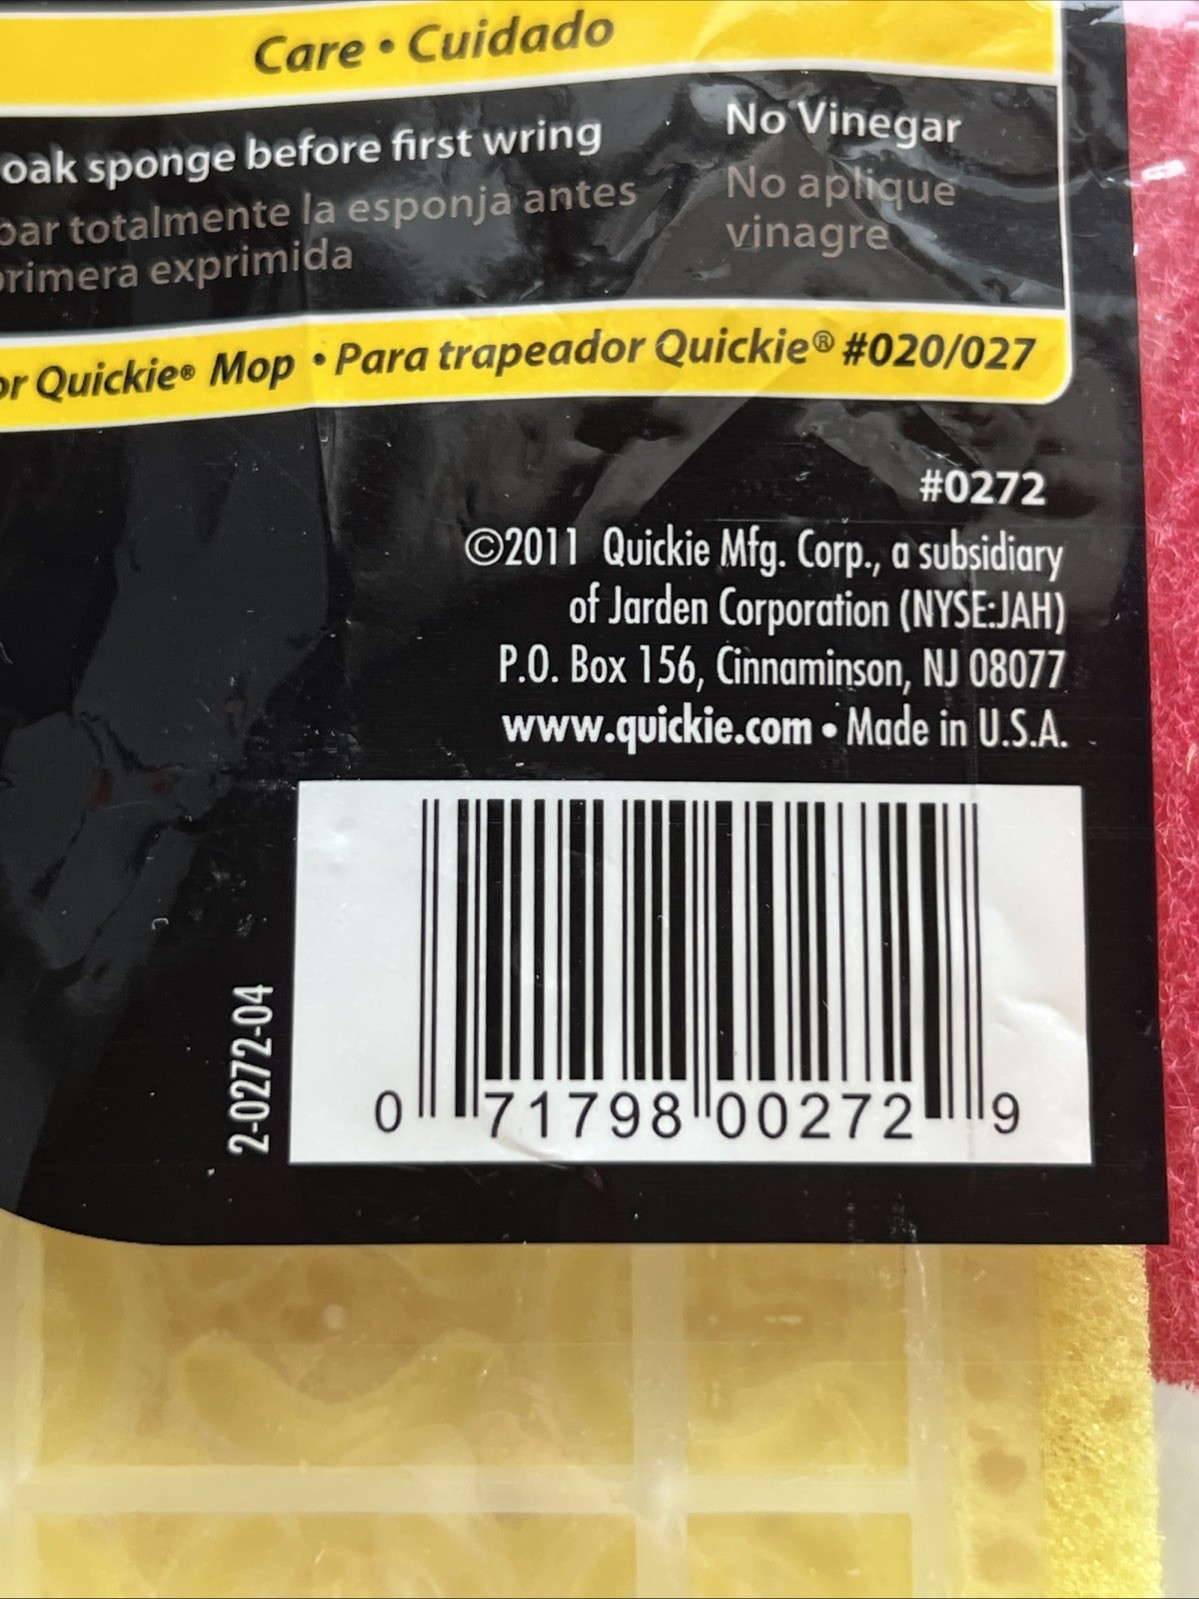 Care • Cuidado
oak sponge before first wring
No Vinegar
par totalmente la esponja antes
primera exprimida
No aplique
vinagre
or Quickie® Mop • Para trapeador Quickie® #020/027
#0272
©2011 Quickie Mfg. Corp., a subsidiary
of Jarden Corporation (NYSE:JAH)
P.O. Box 156, Cinnaminson, NJ 08077
www.quickie.com • Made in U.S.A.
2-0272-04
0 71798 00272 9